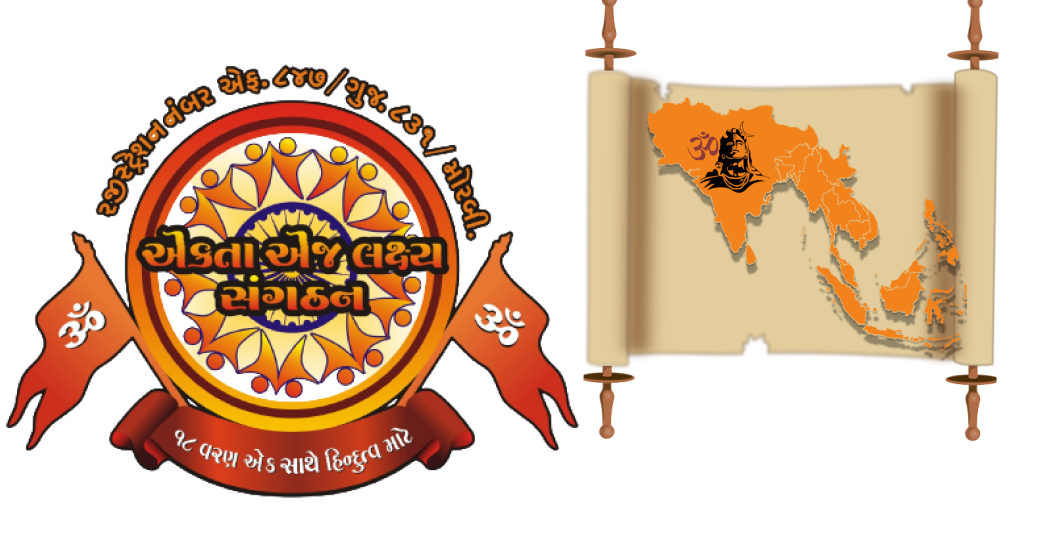 રજીસ્ટ્રેશન નંબર એફ. ૮૪૭ / ગુજ. ૮૩૧ / મોરબી.
એકતા એજ લક્ષ્ય
સંગઠન
ૐ
ૐ
૧૮ વરણ એક સાથે હિન્દુત્વ માટે
ૐ